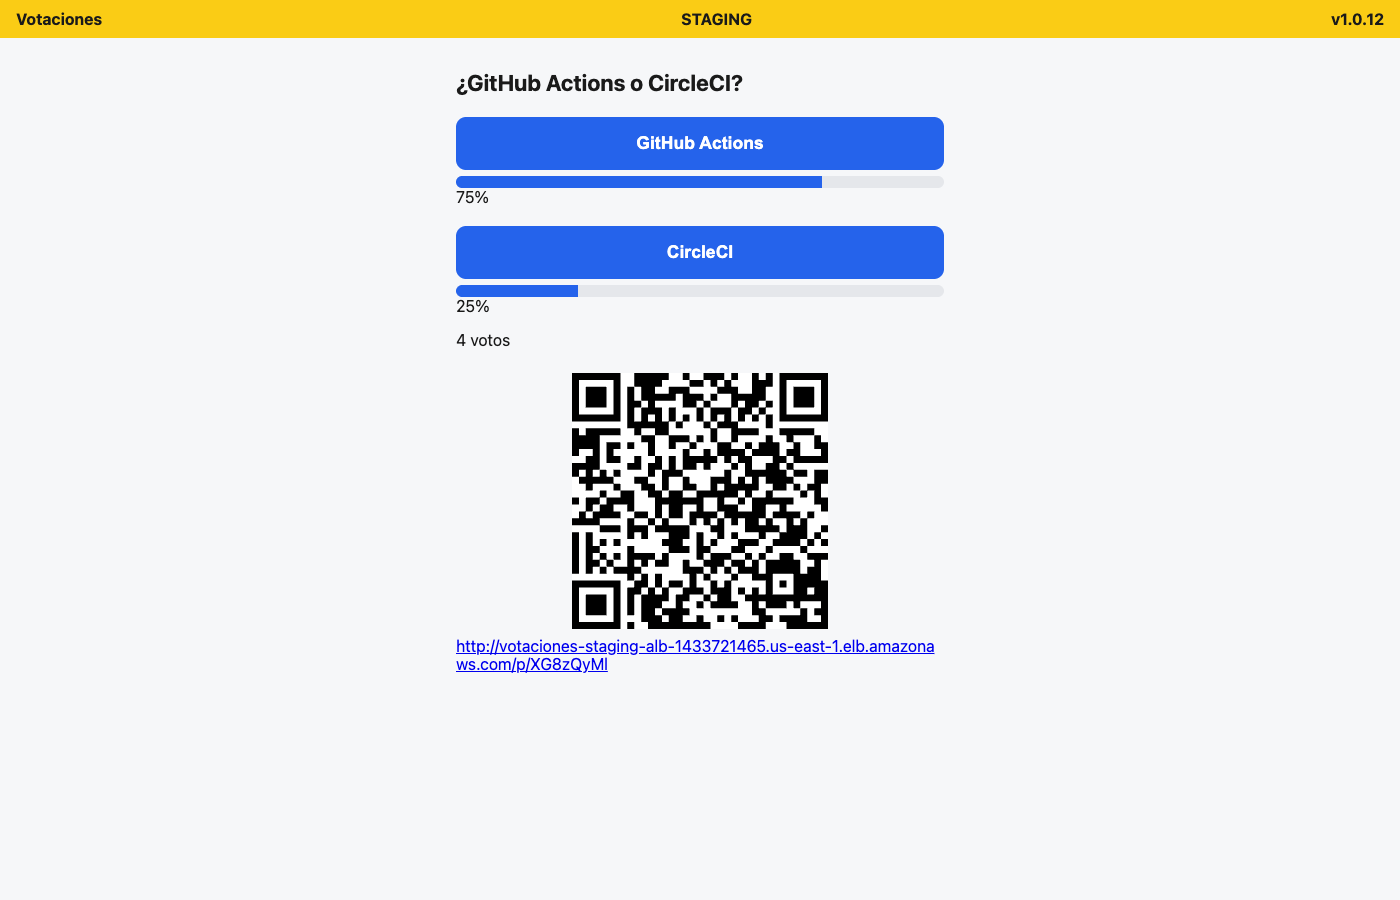 Votaciones STAGING v1.0.12
¿GitHub Actions o CircleCI?
GitHub Actions
75%
CircleCI
25%
4 votos
http://votaciones-staging-alb-1433721465.us-east-1.elb.amazona
ws.com/p/XG8zQyMl